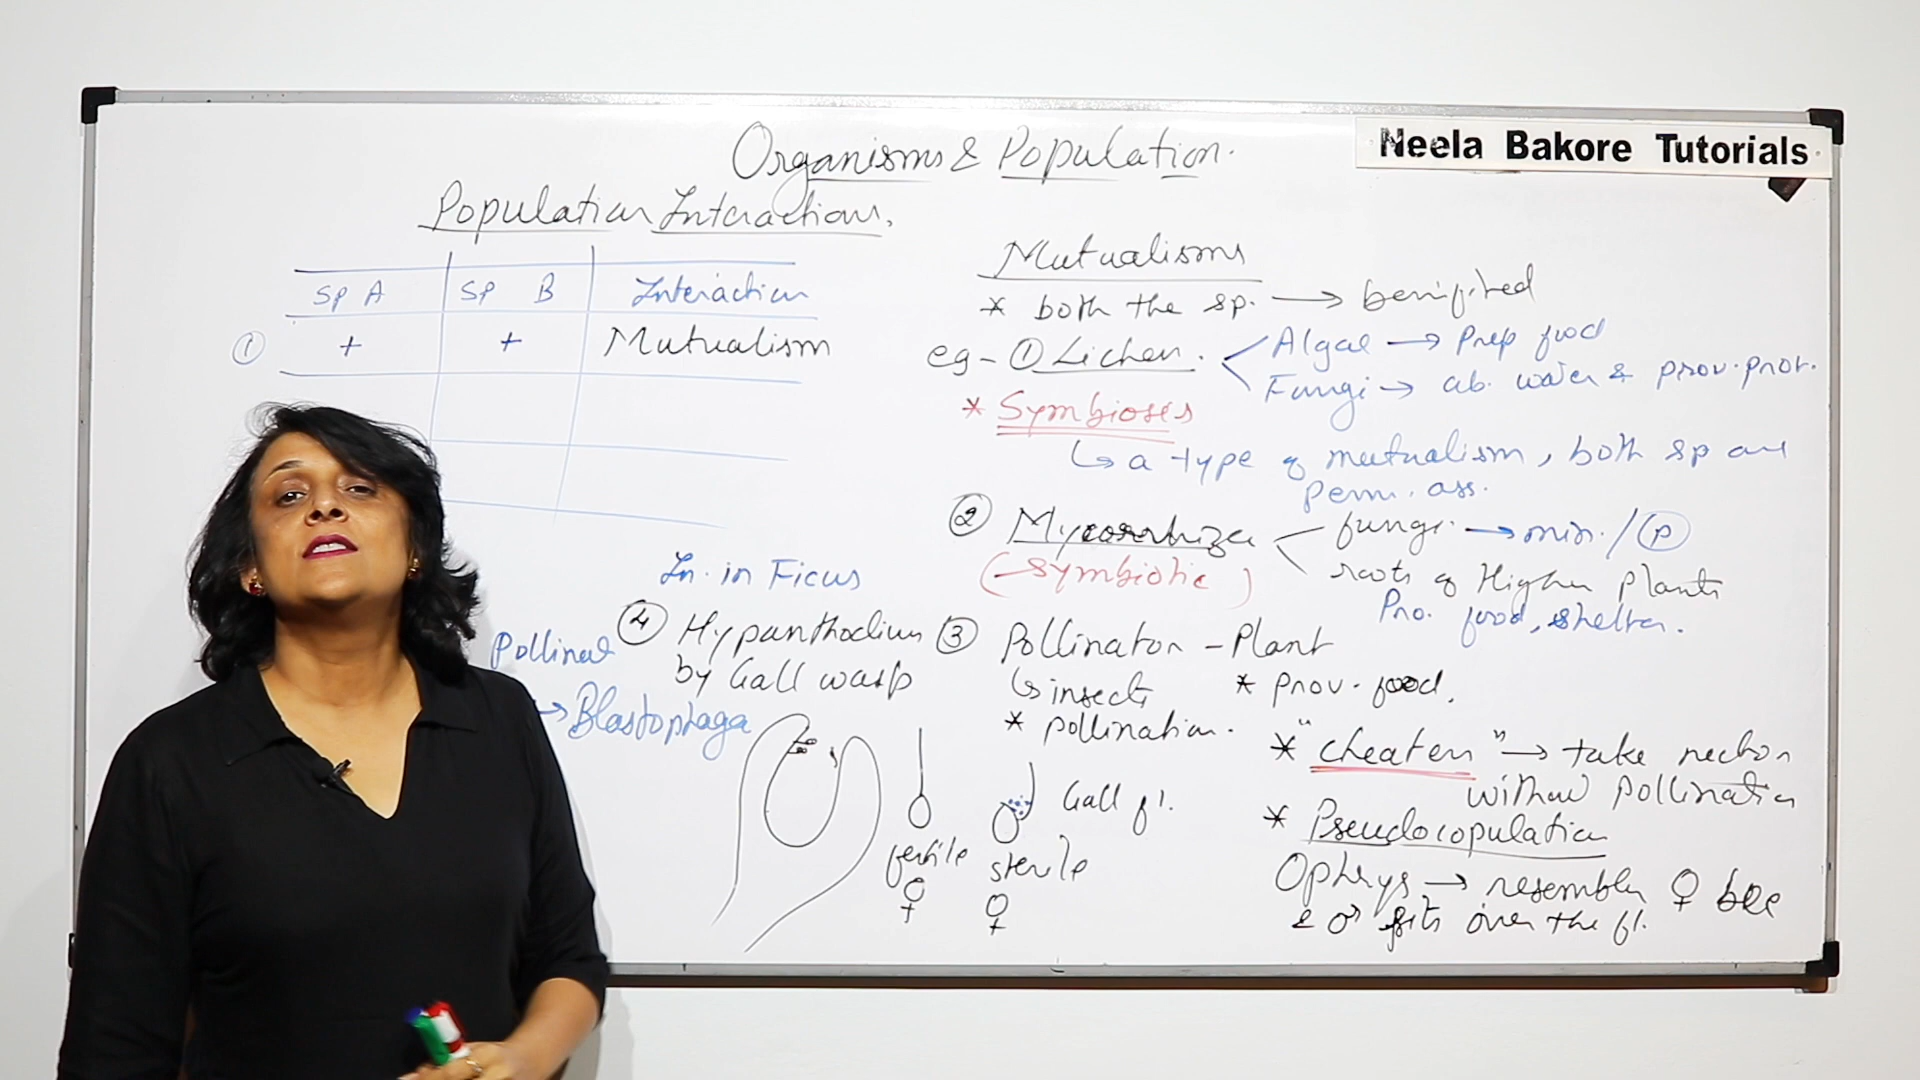 Neela Bakore Tutorials
Organisms & Population.
Population Interactions.
Sp A Sp B Interaction
① + + Mutualism
Mutualisms
* both the sp. → benifited
eg - ① Lichen. Algae → Prep food
Fungi → ab. water & prov. prot.
* Symbioses
↳ a type of mutualism, both sp are
perm. ass.
② Mycorrhiza fungi → min. / P
(Symbiotic) roots of Higher plants
Pro. food, shelter.
③ Pollinator - Plant
↳ insects * prov. food.
* pollination.
* "cheaters" → take nector
without pollination
* Pseudocopulation
Ophrys → resembles ♀ bee
& ♂ sits over the fl.
In. in Ficus
④ Hypanthodium
by Gall wasp
Pollinat
→ Blastophaga
fertile
♀
Gall fl.
sterile
♀